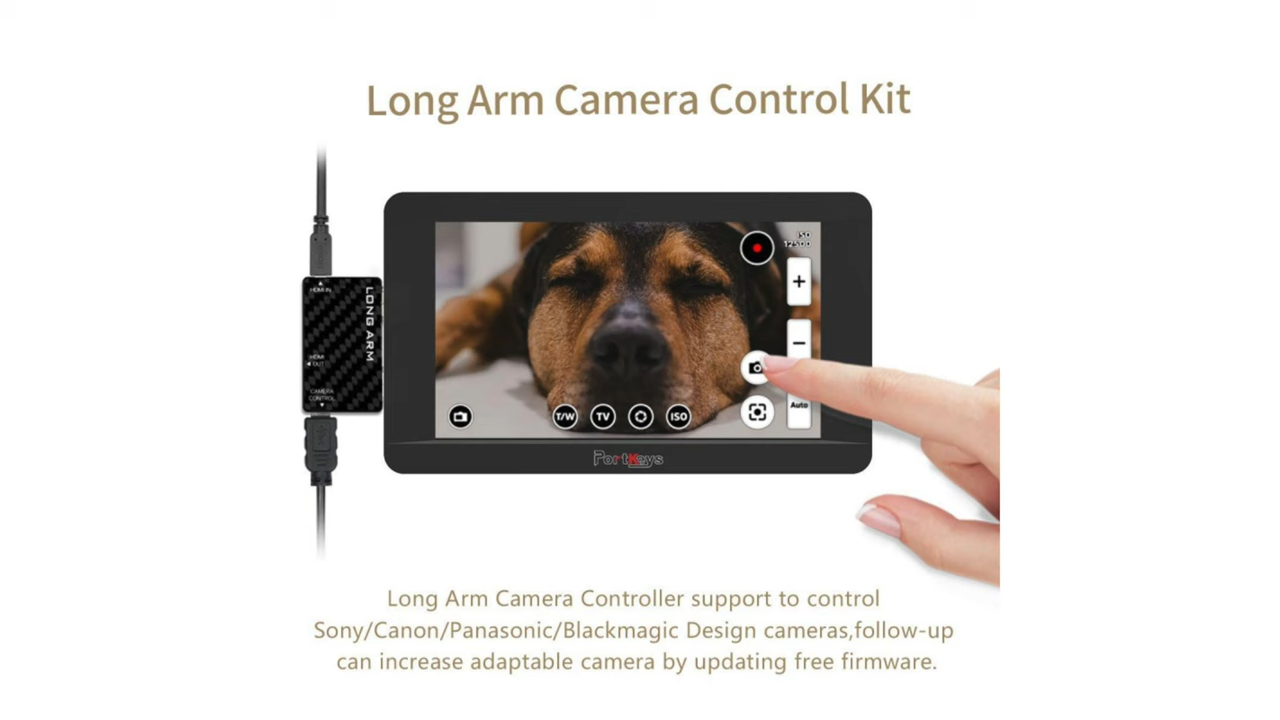 Long Arm Camera Control Kit
ISO
12500
+
HDMI IN
LONG ARM
HDMI
OUT
−
CAMERA
CONTROL
Auto
T/W
TV
ISO
PortKeys
Long Arm Camera Controller support to control
Sony/Canon/Panasonic/Blackmagic Design cameras,follow-up
can increase adaptable camera by updating free firmware.